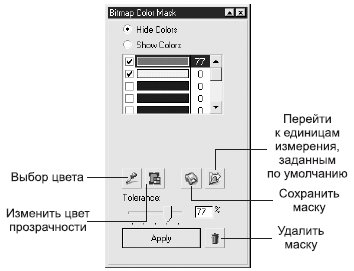 Bitmap Color Mask
Hide Colors
Show Colors
77
0
0
0
Перейти
к единицам
измерения,
заданным
по умолчанию
Выбор цвета
Сохранить
маску
Изменить цвет
прозрачности
Tolerance:
77 %
Apply
Удалить
маску